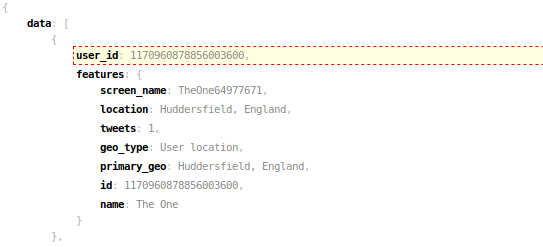 {
data: [
{
user_id: 1170960878856003600,
features: {
screen_name: TheOne64977671,
location: Huddersfield, England,
tweets: 1,
geo_type: User location,
primary_geo: Huddersfield, England,
id: 1170960878856003600,
name: The One
}
},